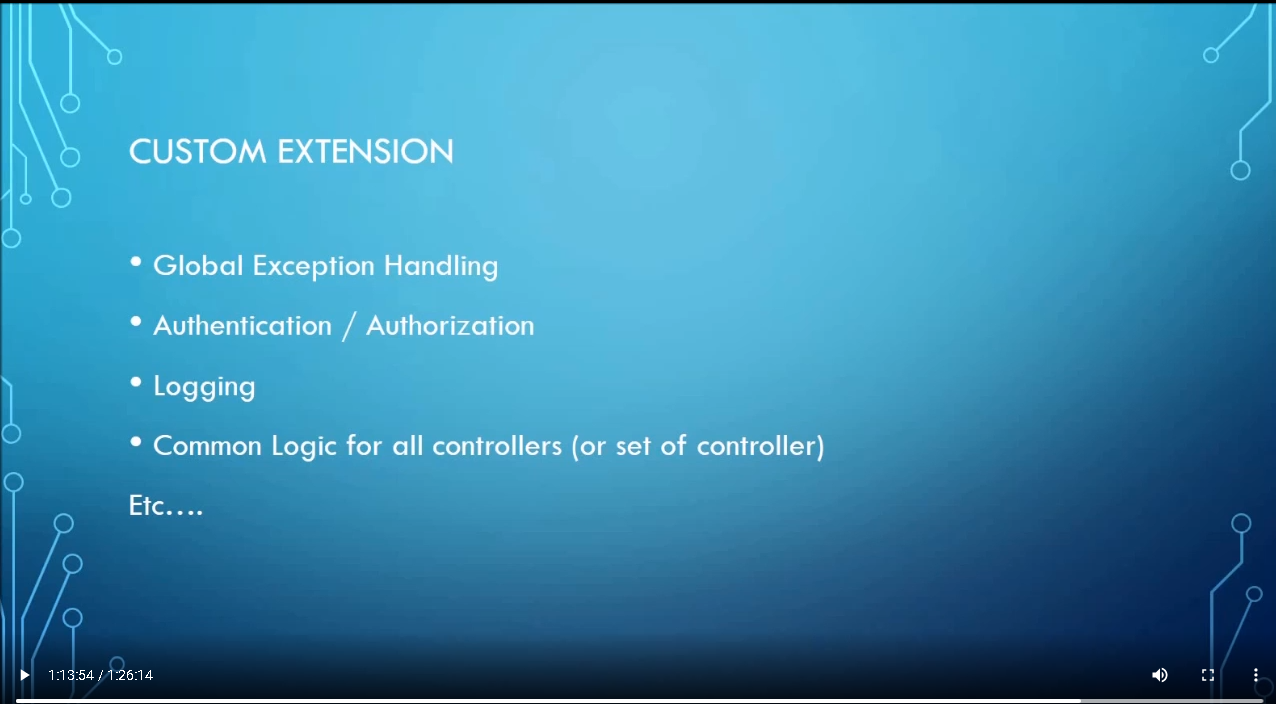 CUSTOM EXTENSION
• Global Exception Handling
• Authentication / Authorization
• Logging
• Common Logic for all controllers (or set of controller)
Etc….
1:13:54 / 1:26:14